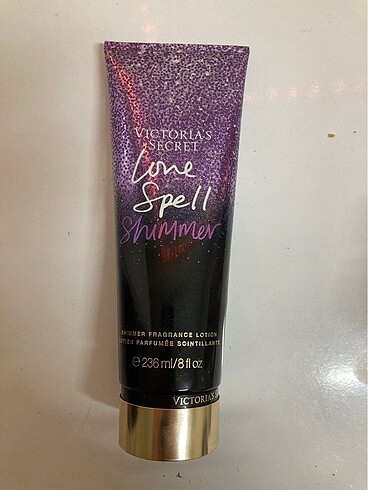 VICTORIA'S
SECRET
Love
Spell
Shimmer
SHIMMER FRAGRANCE LOTION
LOTION PARFUMÉE SCINTILLANTE
℮ 236 ml/8 fl oz
VICTORIA'S